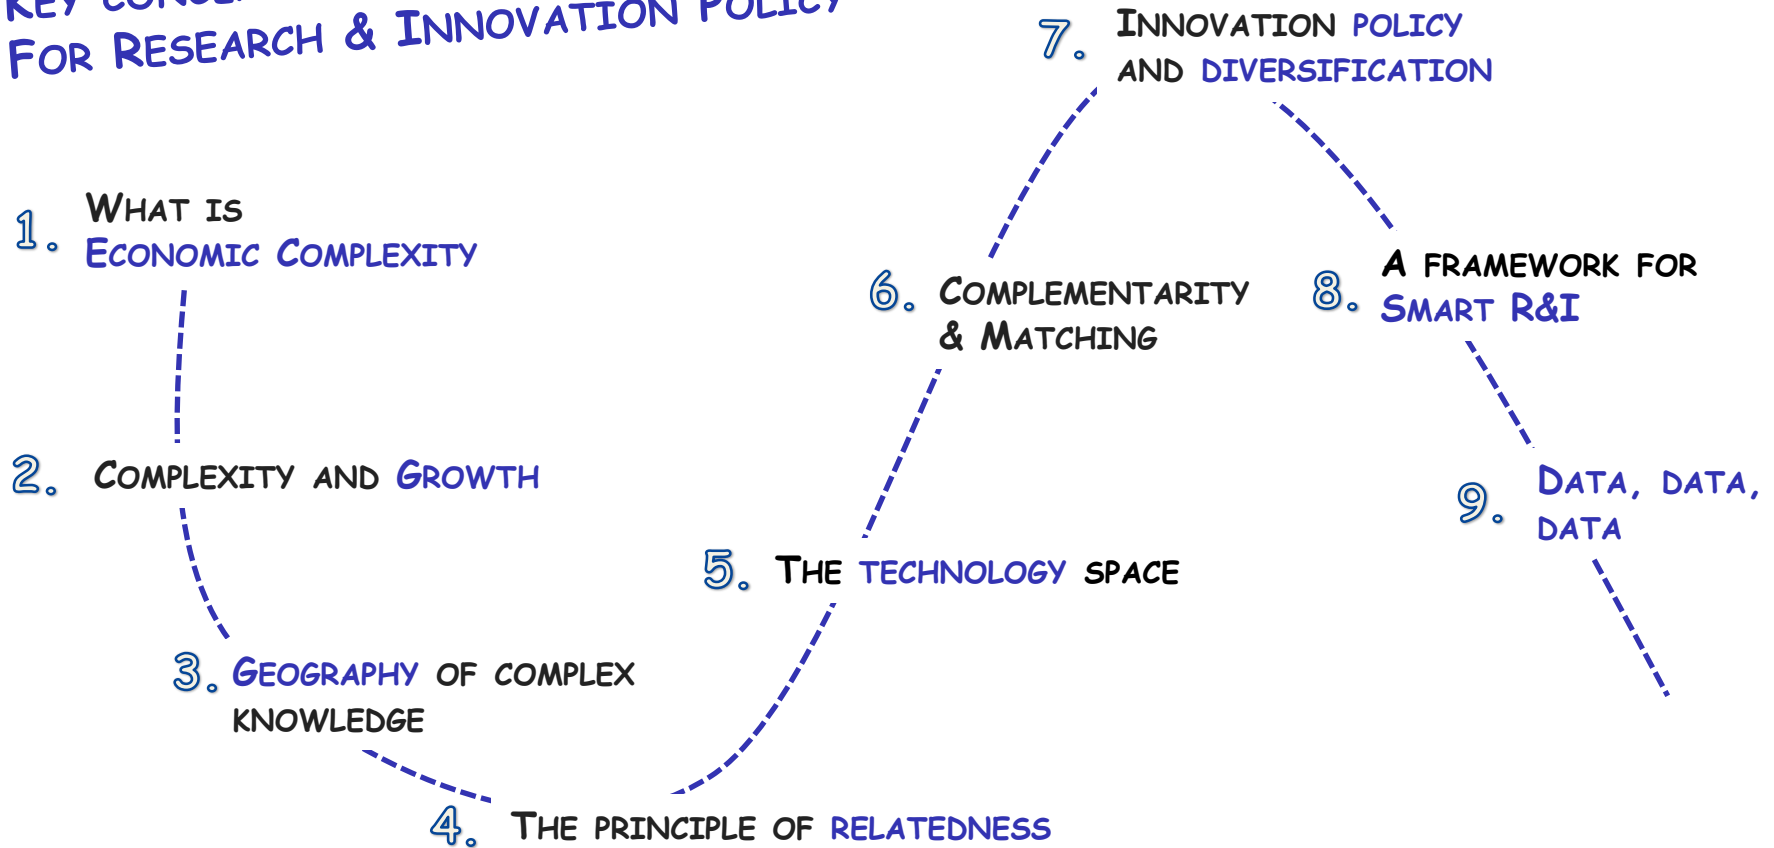 KEY
FOR RESEARCH & INNOVATION POLICY
1. WHAT IS
ECONOMIC COMPLEXITY
2. COMPLEXITY AND GROWTH
3. GEOGRAPHY OF COMPLEX
KNOWLEDGE
4. THE PRINCIPLE OF RELATEDNESS
5. THE TECHNOLOGY SPACE
6. COMPLEMENTARITY
& MATCHING
7. INNOVATION POLICY
AND DIVERSIFICATION
8. A FRAMEWORK FOR
SMART R&I
9. DATA, DATA,
DATA